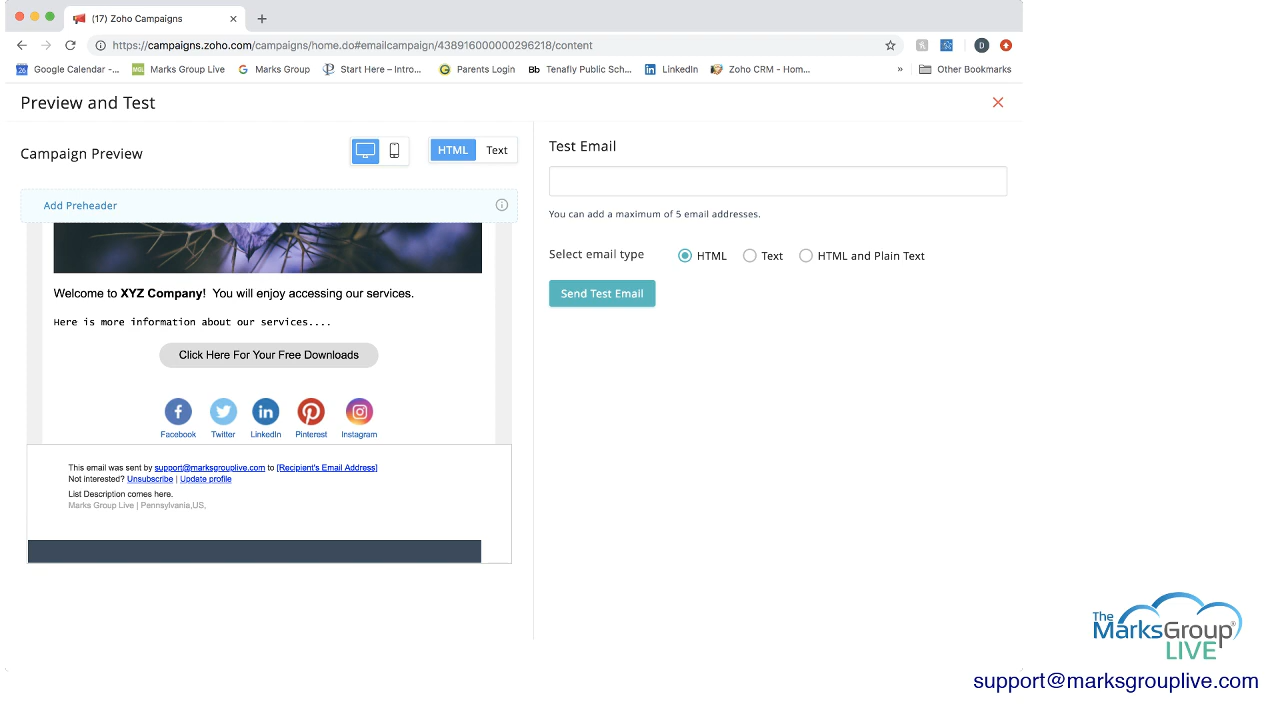 (17) Zoho Campaigns
https://campaigns.zoho.com/campaigns/home.do#emailcampaign/438916000000296218/content
D
26 Google Calendar -... MGL Marks Group Live G Marks Group Start Here – Intro... G Parents Login Bb Tenafly Public Sch... in LinkedIn Zoho CRM - Hom... » Other Bookmarks
Preview and Test
Campaign Preview
HTML Text
Add Preheader
Welcome to XYZ Company! You will enjoy accessing our services.
Here is more information about our services....
Click Here For Your Free Downloads
Facebook Twitter LinkedIn Pinterest Instagram
This email was sent by support@marksgrouplive.com to [Recipient's Email Address]
Not interested? Unsubscribe | Update profile
List Description comes here.
Marks Group Live | Pennsylvania,US,
Test Email
You can add a maximum of 5 email addresses.
Select email type HTML Text HTML and Plain Text
Send Test Email
The
MarksGroup®
LIVE
support@marksgrouplive.com